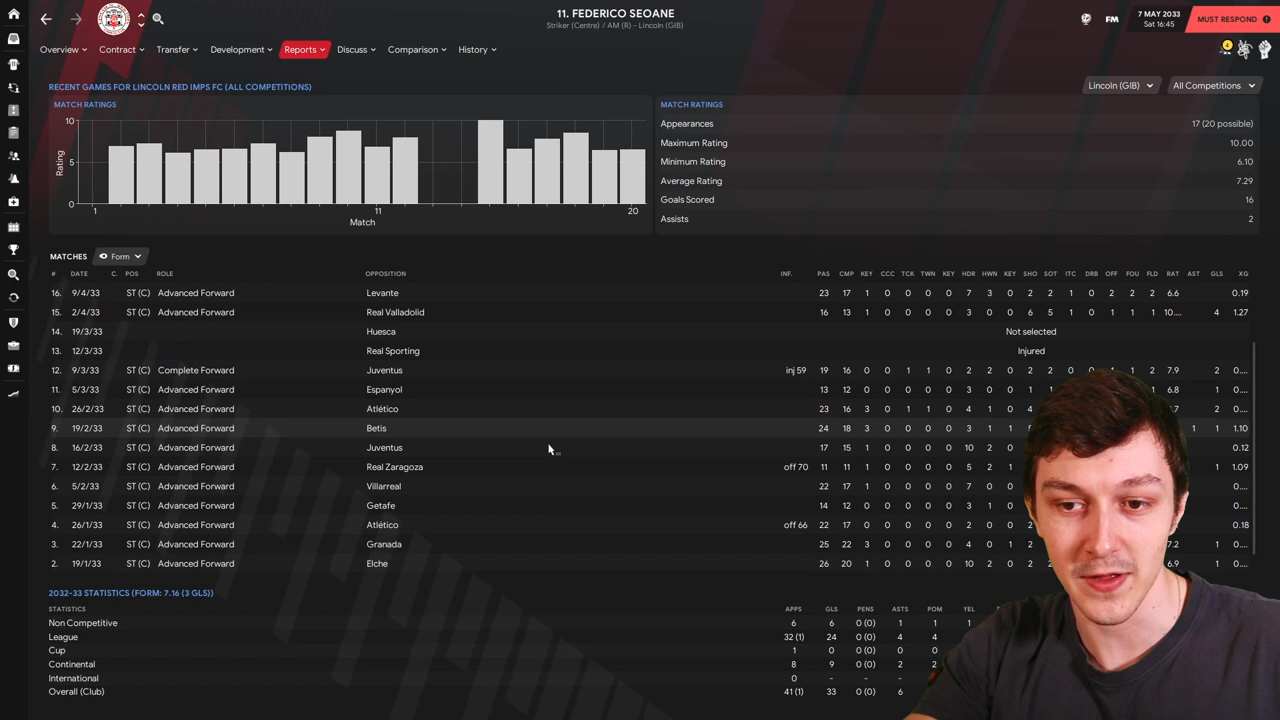 11. FEDERICO SEOANE
Striker (Centre) / AM (R) - Lincoln (GIB)
FM
7 MAY 2033
Sat 16:45
MUST RESPOND
Overview
Contract
Transfer
Development
Reports
Discuss
Comparison
History
4
RECENT GAMES FOR LINCOLN RED IMPS FC (ALL COMPETITIONS)
Lincoln (GIB)
All Competitions
MATCH RATINGS
10
5
0
Rating
1
11
20
Match
MATCH RATINGS
Appearances 17 (20 possible)
Maximum Rating 10.00
Minimum Rating 6.10
Average Rating 7.29
Goals Scored 16
Assists 2
MATCHES
Form
# DATE C. POS ROLE OPPOSITION INF. PAS CMP KEY CCC TCK TWN KEY HDR HWN KEY SHO SOT ITC DRB OFF FOU FLD RAT AST GLS XG
16. 9/4/33 ST (C) Advanced Forward Levante 23 17 1 0 0 0 0 7 3 0 2 2 1 0 2 2 2 6.6 0.19
15. 2/4/33 ST (C) Advanced Forward Real Valladolid 16 13 1 0 0 0 0 3 0 0 6 5 1 0 1 1 1 10.... 4 1.27
14. 19/3/33 Huesca Not selected
13. 12/3/33 Real Sporting Injured
12. 9/3/33 ST (C) Complete Forward Juventus inj 59 19 16 0 0 1 1 0 2 2 0 2 2 0 0 1 2 7.9 2 0....
11. 5/3/33 ST (C) Advanced Forward Espanyol 13 12 0 0 0 0 0 3 0 0 1 1 6.8 1 0....
10. 26/2/33 ST (C) Advanced Forward Atlético 23 16 3 0 1 1 0 4 1 0 4 2 0....
9. 19/2/33 ST (C) Advanced Forward Betis 24 18 3 0 0 0 0 3 1 1 1 1 1.10
8. 16/2/33 ST (C) Advanced Forward Juventus 17 15 1 0 0 0 0 10 2 0 0.12
7. 12/2/33 ST (C) Advanced Forward Real Zaragoza off 70 11 11 1 0 0 0 0 5 2 1 1 1.09
6. 5/2/33 ST (C) Advanced Forward Villarreal 22 17 1 0 0 0 0 7 0 0 0....
5. 29/1/33 ST (C) Advanced Forward Getafe 14 12 0 0 0 0 0 3 1 0 0....
4. 26/1/33 ST (C) Advanced Forward Atlético off 66 22 17 0 0 0 0 0 2 0 0 2 0.18
3. 22/1/33 ST (C) Advanced Forward Granada 25 22 3 0 0 0 0 4 0 1 2 7.2 1 0....
2. 19/1/33 ST (C) Advanced Forward Elche 26 20 1 0 0 0 0 10 2 0 2 6.9 1 0....
2032-33 STATISTICS (FORM: 7.16 (3 GLS))
STATISTICS APPS GLS PENS ASTS POM YEL
Non Competitive 6 6 0 (0) 1 1 1
League 32 (1) 24 0 (0) 4 4
Cup 1 0 0 (0) 0 0
Continental 8 9 0 (0) 2 2
International 0 - - - -
Overall (Club) 41 (1) 33 0 (0) 6